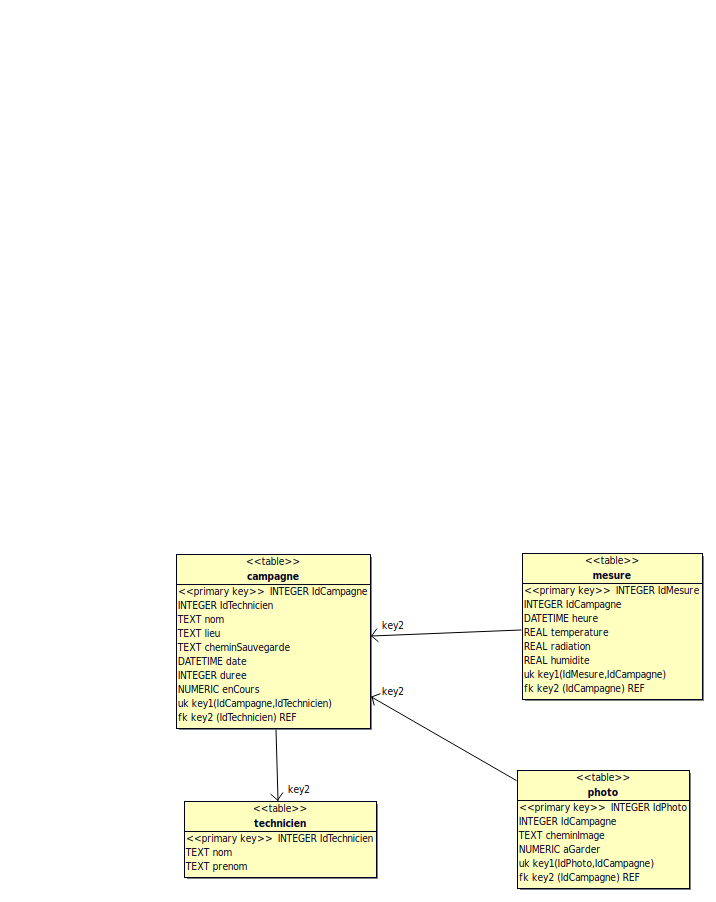 <<table>>
campagne
<<primary key>> INTEGER IdCampagne
INTEGER IdTechnicien
TEXT nom
TEXT lieu
TEXT cheminSauvegarde
DATETIME date
INTEGER duree
NUMERIC enCours
uk key1(IdCampagne,IdTechnicien)
fk key2 (IdTechnicien) REF
<<table>>
mesure
<<primary key>> INTEGER IdMesure
INTEGER IdCampagne
DATETIME heure
REAL temperature
REAL radiation
REAL humidite
uk key1(IdMesure,IdCampagne)
fk key2 (IdCampagne) REF
key2
key2
key2
<<table>>
technicien
<<primary key>> INTEGER IdTechnicien
TEXT nom
TEXT prenom
<<table>>
photo
<<primary key>> INTEGER IdPhoto
INTEGER IdCampagne
TEXT cheminImage
NUMERIC aGarder
uk key1(IdPhoto,IdCampagne)
fk key2 (IdCampagne) REF